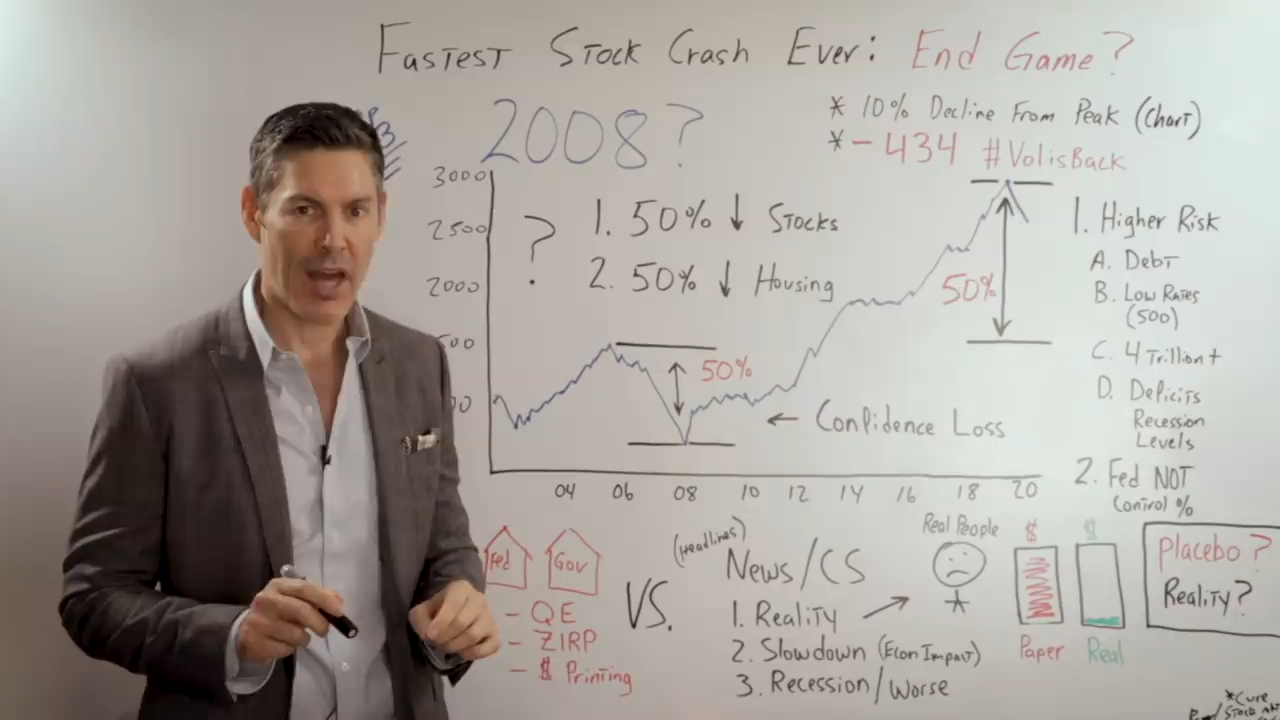 Fastest Stock Crash Ever: End Game?
2008?
* 10% Decline From Peak (Chart)
* - 434 #VolisBack
3000
2500
2000
500
00
?
1. 50% ↓ Stocks
2. 50% ↓ Housing
50%
50%
← Confidence Loss
04 06 08 10 12 14 16 18 20
1. Higher Risk
A. Debt
B. Low Rates
(500)
C. 4 Trillion+
D. Deficits
Recession
Levels
2. Fed NOT
Control %
Fed
Gov
- QE
- ZIRP
- $ Printing
VS.
(Headlines)
News/CS
1. Reality
2. Slowdown (Econ Impact)
3. Recession/Worse
Real People
$
Paper
$
Real
Placebo?
Reality?
*Cure
Stock